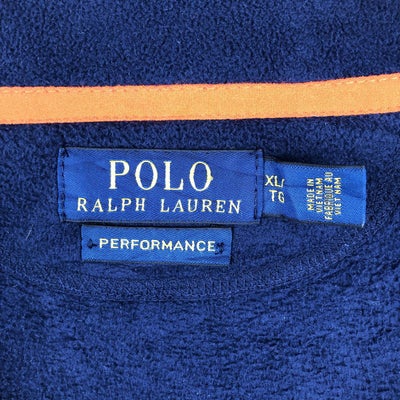 POLO
RALPH LAUREN
PERFORMANCE
XL/
TG
MADE IN
VIETNAM
FABRIQUÉ AU
VIET NAM